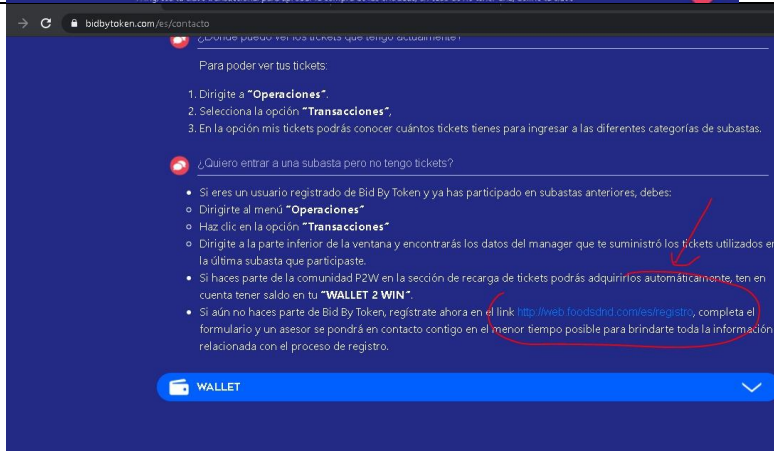 bidbytoken.com/es/contacto
¿Dónde puedo ver los tickets que tengo actualmente?
Para poder ver tus tickets:
1. Dirigite a "Operaciones".
2. Selecciona la opción "Transacciones",
3. En la opción mis tickets podrás conocer cuántos tickets tienes para ingresar a las diferentes categorías de subastas.
¿Quiero entrar a una subasta pero no tengo tickets?
Si eres un usuario registrado de Bid By Token y ya has participado en subastas anteriores, debes:
Dirigirte al menú "Operaciones"
Haz clic en la opción "Transacciones"
Dirigite a la parte inferior de la ventana y encontrarás los datos del manager que te suministró los tickets utilizados en
la última subasta que participaste.
Si haces parte de la comunidad P2W en la sección de recarga de tickets podrás adquirirlos automáticamente, ten en
cuenta tener saldo en tu "WALLET 2 WIN".
Si aún no haces parte de Bid By Token, regístrate ahora en el link http://web.foodsdnd.com/es/registro, completa el
formulario y un asesor se pondrá en contacto contigo en el menor tiempo posible para brindarte toda la información
relacionada con el proceso de registro.
WALLET